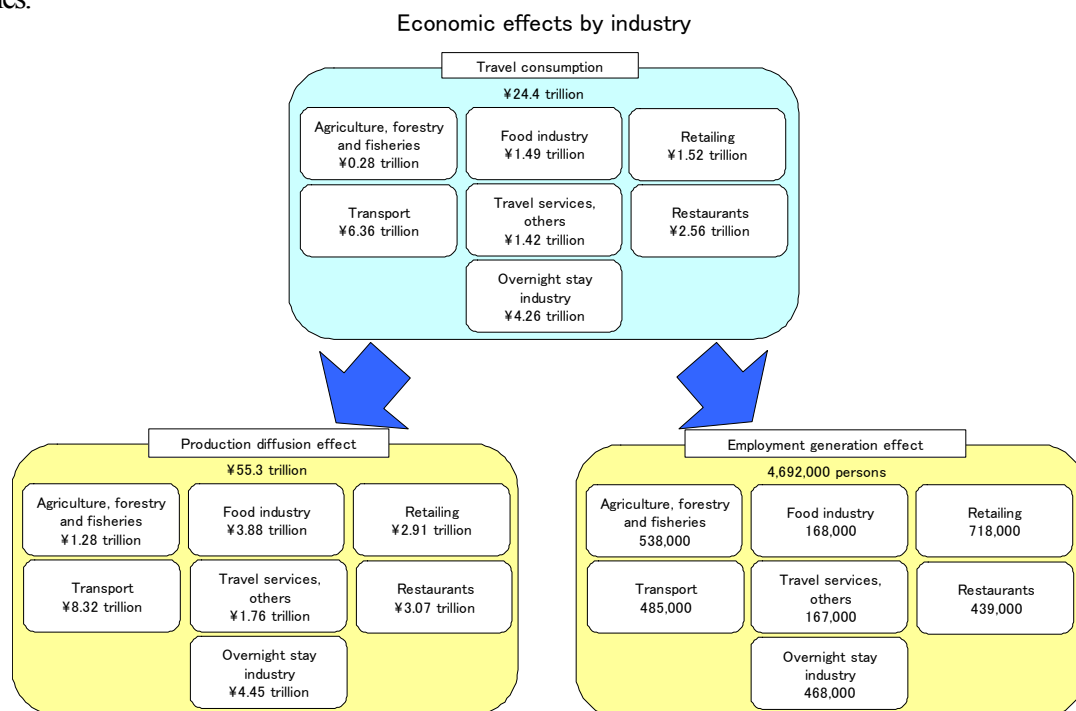 Economic effects by industry
Travel consumption
¥24.4 trillion
Agriculture, forestry
and fisheries
¥0.28 trillion
Food industry
¥1.49 trillion
Retailing
¥1.52 trillion
Transport
¥6.36 trillion
Travel services,
others
¥1.42 trillion
Restaurants
¥2.56 trillion
Overnight stay
industry
¥4.26 trillion
Production diffusion effect
¥55.3 trillion
Agriculture, forestry
and fisheries
¥1.28 trillion
Food industry
¥3.88 trillion
Retailing
¥2.91 trillion
Transport
¥8.32 trillion
Travel services,
others
¥1.76 trillion
Restaurants
¥3.07 trillion
Overnight stay
industry
¥4.45 trillion
Employment generation effect
4,692,000 persons
Agriculture, forestry
and fisheries
538,000
Food industry
168,000
Retailing
718,000
Transport
485,000
Travel services,
others
167,000
Restaurants
439,000
Overnight stay
industry
468,000